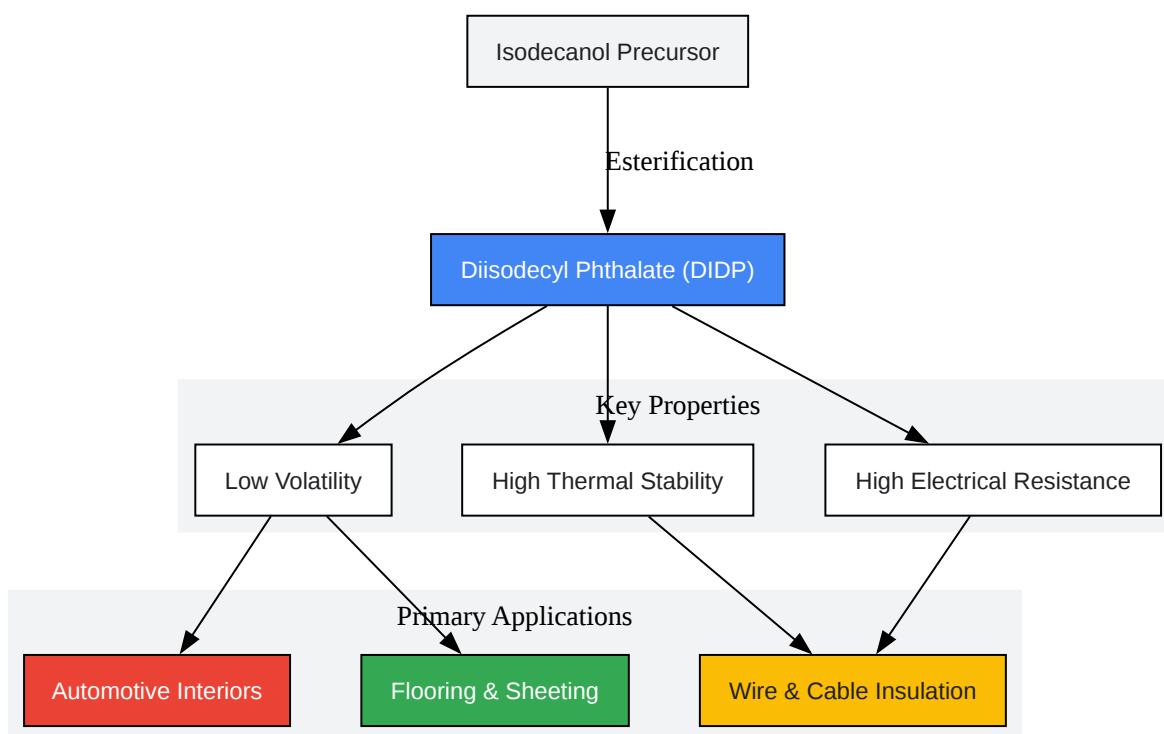 Isodecanol Precursor
Esterification
Diisodecyl Phthalate (DIDP)
Key Properties
Low Volatility
High Thermal Stability
High Electrical Resistance
Primary Applications
Automotive Interiors
Flooring & Sheeting
Wire & Cable Insulation